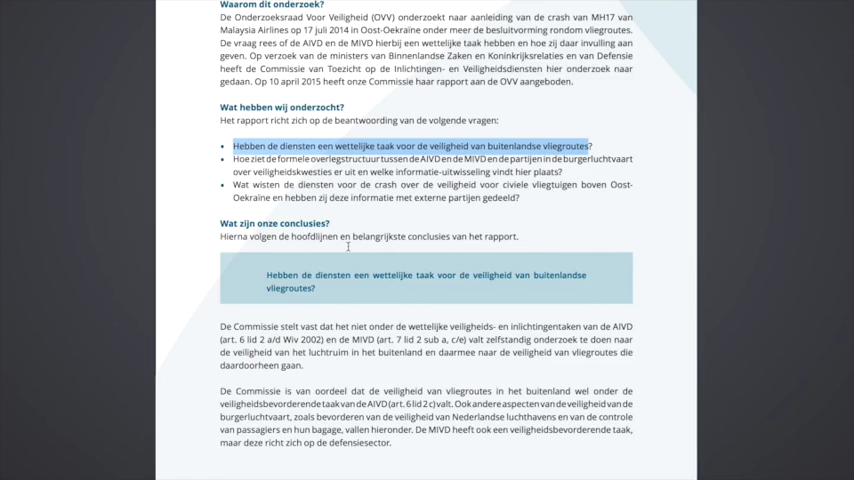 Waarom dit onderzoek?
De Onderzoeksraad Voor Veiligheid (OVV) onderzoekt naar aanleiding van de crash van MH17 van
Malaysia Airlines op 17 juli 2014 in Oost-Oekraïne onder meer de besluitvorming rondom vliegroutes.
De vraag rees of de AIVD en de MIVD hierbij een wettelijke taak hebben en hoe zij daar invulling aan
geven. Op verzoek van de ministers van Binnenlandse Zaken en Koninkrijksrelaties en van Defensie
heeft de Commissie van Toezicht op de Inlichtingen- en Veiligheidsdiensten hier onderzoek naar
gedaan. Op 10 april 2015 heeft onze Commissie haar rapport aan de OVV aangeboden.
Wat hebben wij onderzocht?
Het rapport richt zich op de beantwoording van de volgende vragen:
• Hebben de diensten een wettelijke taak voor de veiligheid van buitenlandse vliegroutes?
• Hoe ziet de formele overlegstructuur tussen de AIVD en de MIVD en de partijen in de burgerluchtvaart
over veiligheidskwesties er uit en welke informatie-uitwisseling vindt hier plaats?
• Wat wisten de diensten voor de crash over de veiligheid voor civiele vliegtuigen boven Oost-
Oekraïne en hebben zij deze informatie met externe partijen gedeeld?
Wat zijn onze conclusies?
Hierna volgen de hoofdlijnen en belangrijkste conclusies van het rapport.
Hebben de diensten een wettelijke taak voor de veiligheid van buitenlandse
vliegroutes?
De Commissie stelt vast dat het niet onder de wettelijke veiligheids- en inlichtingentaken van de AIVD
(art. 6 lid 2 a/d Wiv 2002) en de MIVD (art. 7 lid 2 sub a, c/e) valt zelfstandig onderzoek te doen naar
de veiligheid van het luchtruim in het buitenland en daarmee naar de veiligheid van vliegroutes die
daardoorheen gaan.
De Commissie is van oordeel dat de veiligheid van vliegroutes in het buitenland wel onder de
veiligheidsbevorderende taak van de AIVD (art. 6 lid 2 c) valt. Ook andere aspecten van de veiligheid van de
burgerluchtvaart, zoals bevorderen van de veiligheid van Nederlandse luchthavens en van de controle
van passagiers en hun bagage, vallen hieronder. De MIVD heeft ook een veiligheidsbevorderende taak,
maar deze richt zich op de defensiesector.